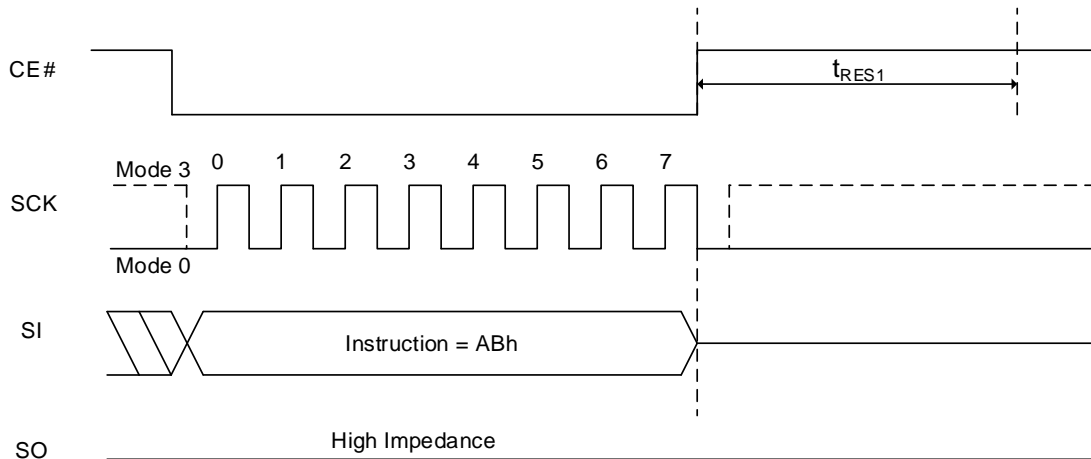 CE#
tRES1
Mode 3 0 1 2 3 4 5 6 7
SCK
Mode 0
SI
Instruction = ABh
High Impedance
SO